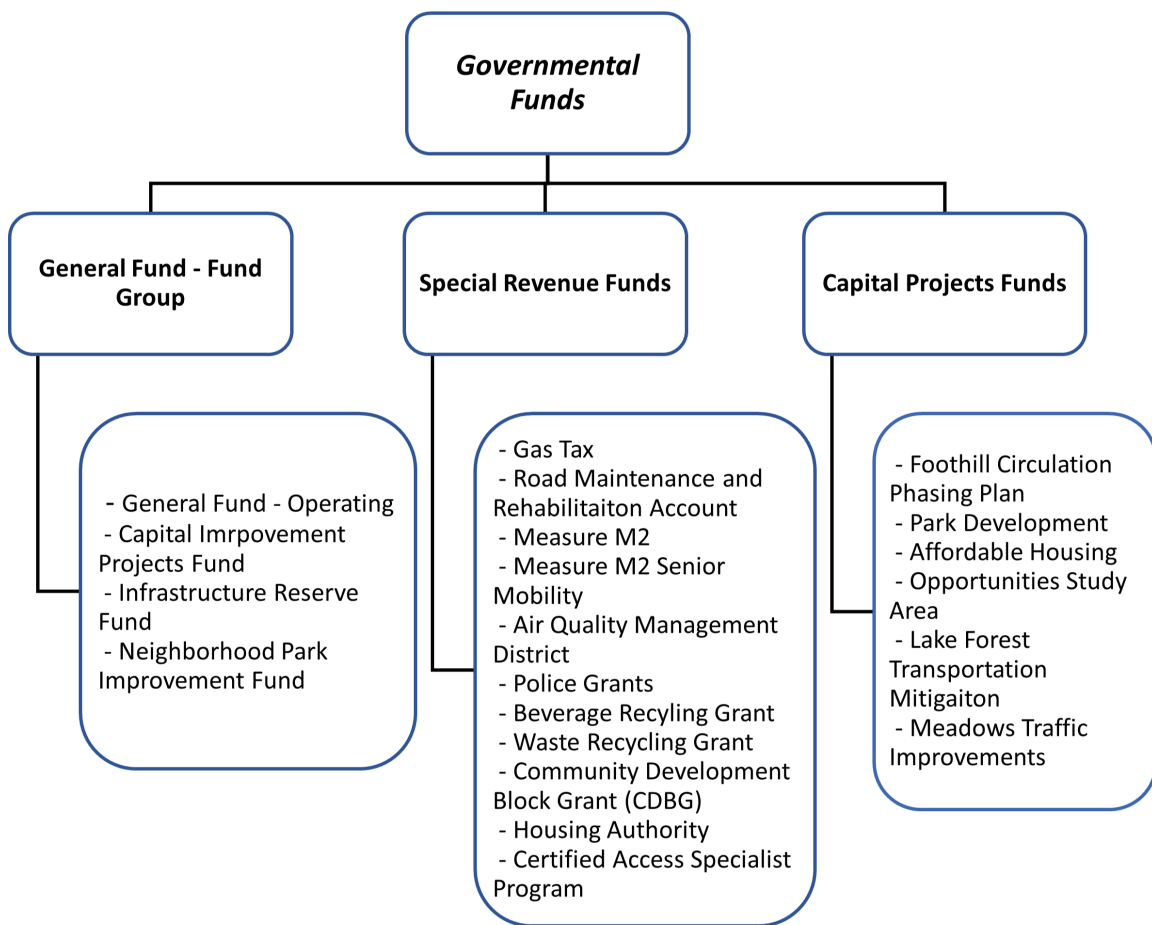 Governmental
Funds
General Fund - Fund
Group
Special Revenue Funds
Capital Projects Funds
- General Fund - Operating
- Capital Imrpovement
Projects Fund
- Infrastructure Reserve
Fund
- Neighborhood Park
Improvement Fund
- Gas Tax
- Road Maintenance and
Rehabilitaiton Account
- Measure M2
- Measure M2 Senior
Mobility
- Air Quality Management
District
- Police Grants
- Beverage Recyling Grant
- Waste Recycling Grant
- Community Development
Block Grant (CDBG)
- Housing Authority
- Certified Access Specialist
Program
- Foothill Circulation
Phasing Plan
- Park Development
- Affordable Housing
- Opportunities Study
Area
- Lake Forest
Transportation
Mitigaiton
- Meadows Traffic
Improvements